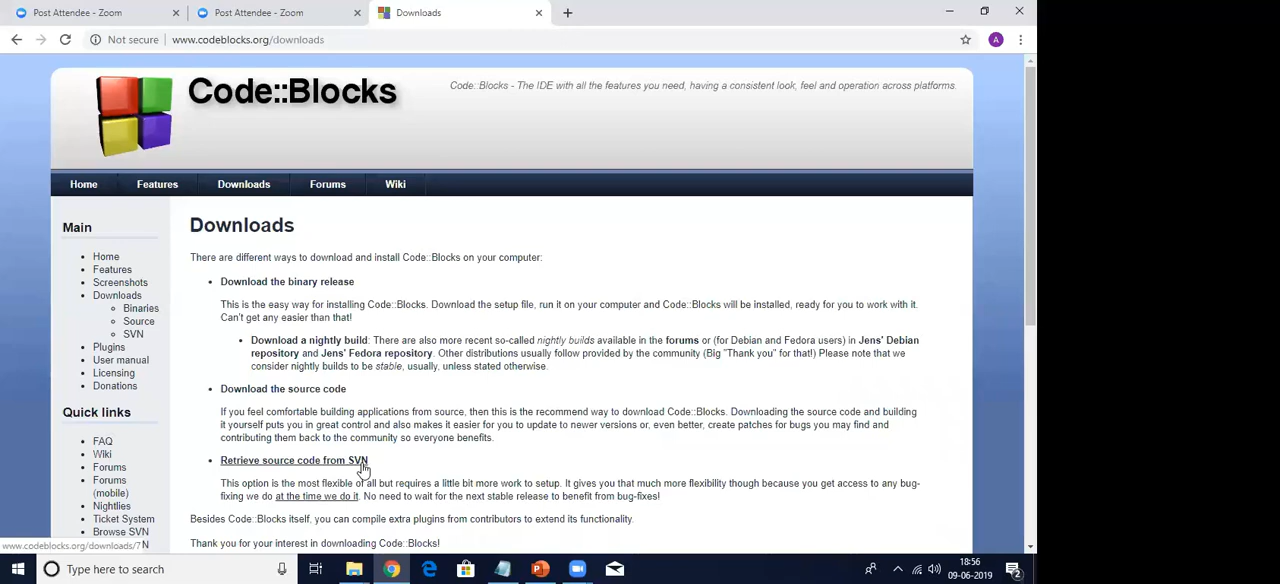 Post Attendee - Zoom
Post Attendee - Zoom
Downloads
Not secure
www.codeblocks.org/downloads
A
Code::Blocks
Code::Blocks - The IDE with all the features you need, having a consistent look, feel and operation across platforms.
Home
Features
Downloads
Forums
Wiki
Main
Home
Features
Screenshots
Downloads
Binaries
Source
SVN
Plugins
User manual
Licensing
Donations
Quick links
FAQ
Wiki
Forums
Forums
(mobile)
Nightlies
Ticket System
Browse SVN
N
Downloads
There are different ways to download and install Code::Blocks on your computer:
Download the binary release
This is the easy way for installing Code::Blocks. Download the setup file, run it on your computer and Code::Blocks will be installed, ready for you to work with it.
Can't get any easier than that!
Download a nightly build: There are also more recent so-called nightly builds available in the forums or (for Debian and Fedora users) in Jens' Debian
repository and Jens' Fedora repository. Other distributions usually follow provided by the community (Big "Thank you" for that!) Please note that we
consider nightly builds to be stable, usually, unless stated otherwise.
Download the source code
If you feel comfortable building applications from source, then this is the recommend way to download Code::Blocks. Downloading the source code and building
it yourself puts you in great control and also makes it easier for you to update to newer versions or, even better, create patches for bugs you may find and
contributing them back to the community so everyone benefits.
Retrieve source code from SVN
This option is the most flexible of all but requires a little bit more work to setup. It gives you that much more flexibility though because you get access to any bug-
fixing we do at the time we do it. No need to wait for the next stable release to benefit from bug-fixes!
Besides Code::Blocks itself, you can compile extra plugins from contributors to extend its functionality.
Thank you for your interest in downloading Code::Blocks!
www.codeblocks.org/downloads/7
Type here to search
18:56
09-06-2019
2